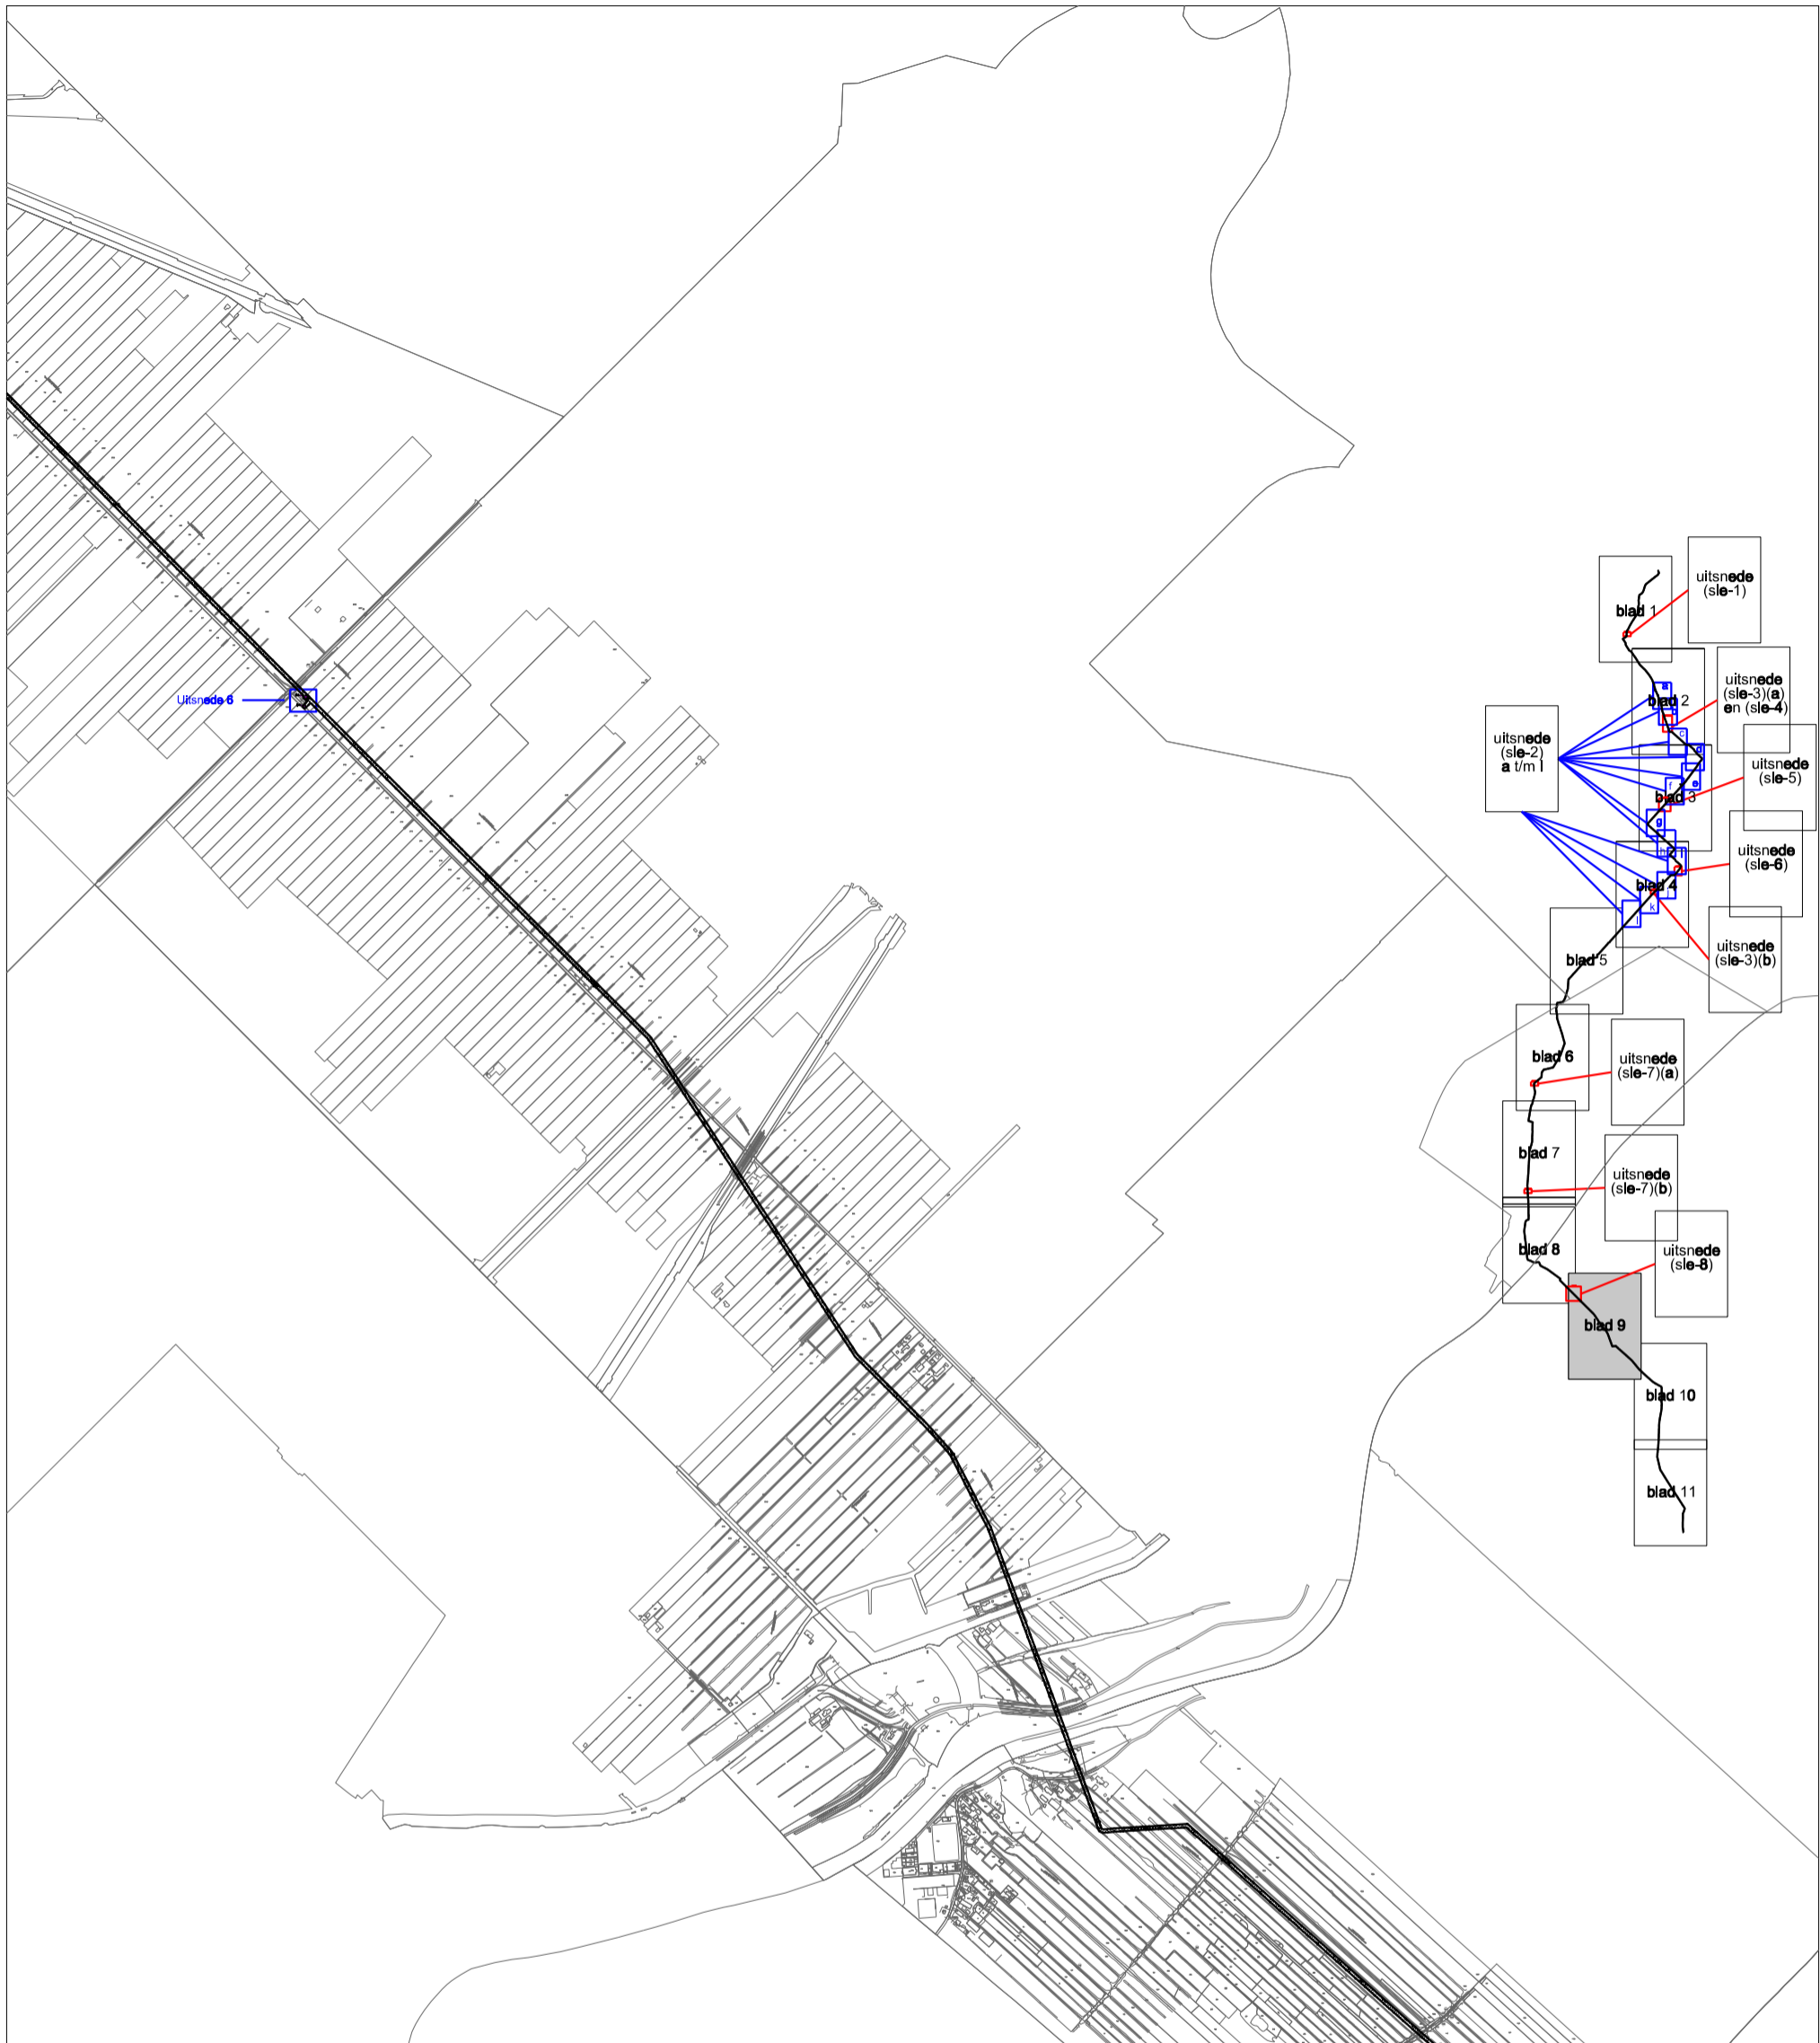 Uitsnede 6
blad 1
uitsnede
(sle-1)
blad 2
uitsnede
(sle-3)(a)
en (sle-4)
a
c
d
uitsnede
(sle-2)
a t/m l
uitsnede
(sle-5)
blad 3
e
f
g
h
i
uitsnede
(sle-6)
blad 4
j
k
l
uitsnede
(sle-3)(b)
blad 5
blad 6
uitsnede
(sle-7)(a)
blad 7
uitsnede
(sle-7)(b)
blad 8
uitsnede
(sle-8)
blad 9
blad 10
blad 11